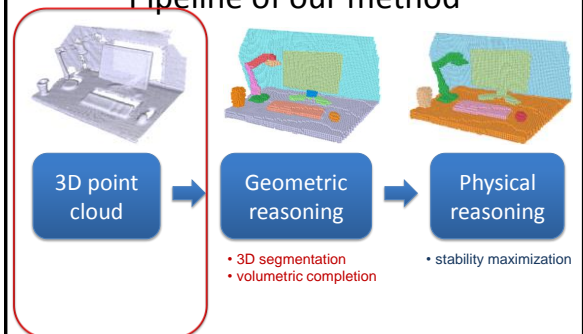 Pipeline of our method
3D point
cloud
Geometric
reasoning
Physical
reasoning
• 3D segmentation
• volumetric completion
• stability maximization